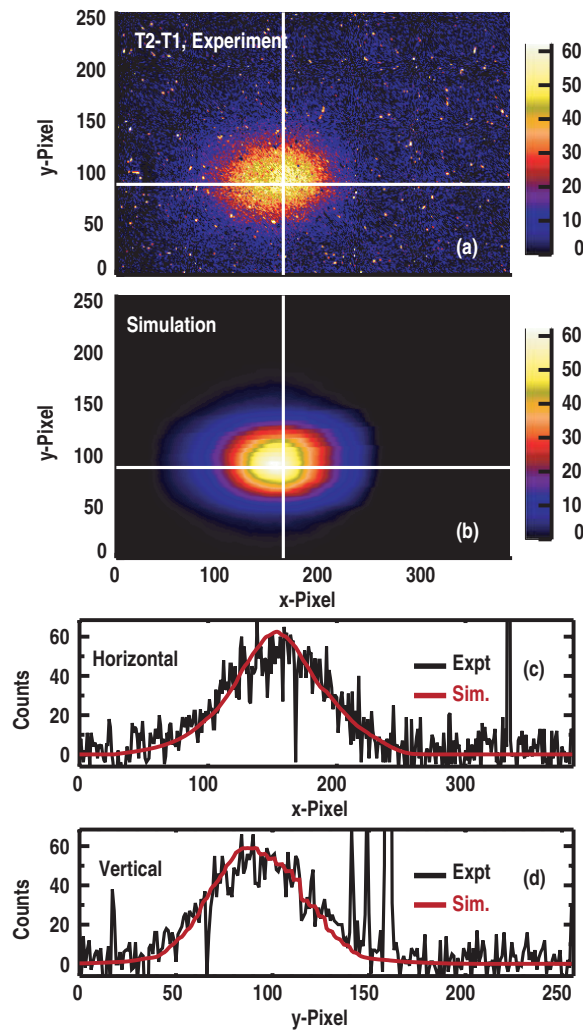 250
200
150
100
50
0
y-Pixel
T2-T1, Experiment
(a)
60
50
40
30
20
10
0
250
200
150
100
50
0
y-Pixel
Simulation
(b)
60
50
40
30
20
10
0
0 100 200 300
x-Pixel
60
40
20
0
Counts
Horizontal
Expt
Sim.
(c)
0 100 200 300
x-Pixel
60
40
20
0
Counts
Vertical
Expt
Sim.
(d)
0 50 100 150 200 250
y-Pixel